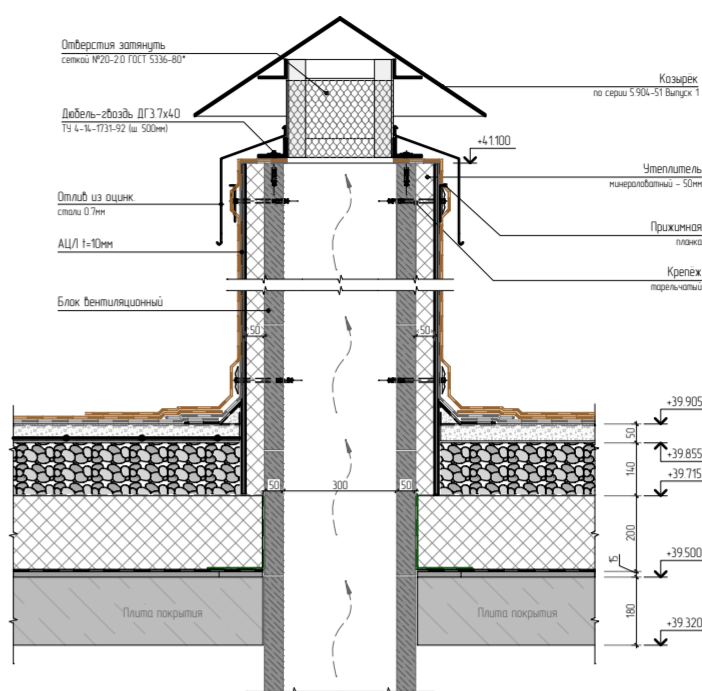 Отверстия затянуть
сеткой №20-2.0 ГОСТ 5336-80*
Козырёк
по серии 5.904-51 Выпуск 1
Дюбель-гвоздь ДГ3.7х40
ТУ 4-14-1731-92 (ш. 500мм)
+41.100
Утеплитель
минераловатный - 50мм
Отлив из оцинк.
стали 0.7мм
Прижимная
планка
АЦЛ t=10мм
Крепёж
тарельчатый
Блок вентиляционный
50
50
+39.905
50
+39.855
140
+39.715
50
300
50
200
15
+39.500
Плита покрытия
Плита покрытия
180
+39.320